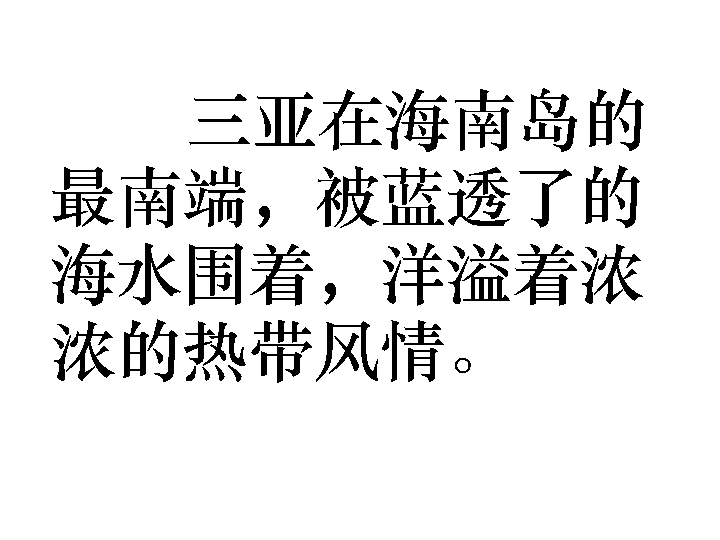 三亚在海南岛的
最南端，被蓝透了的
海水围着，洋溢着浓
浓的热带风情。